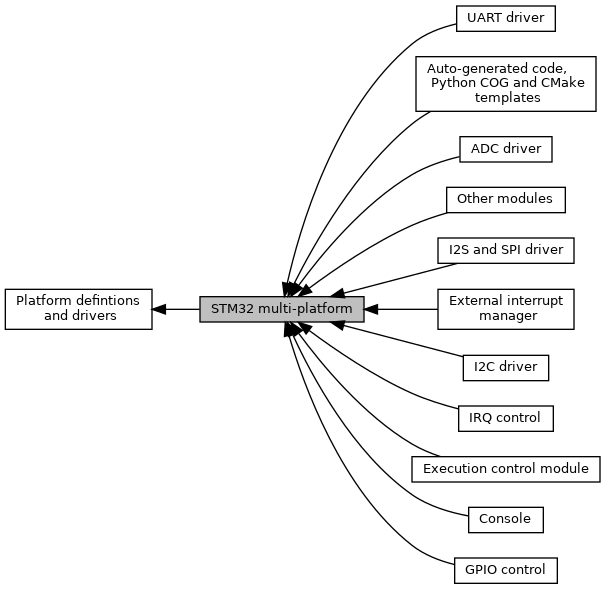 UART driver
Auto-generated code,
Python COG and CMake
templates
ADC driver
Other modules
I2S and SPI driver
Platform defintions
and drivers
STM32 multi-platform
External interrupt
manager
I2C driver
IRQ control
Execution control module
Console
GPIO control